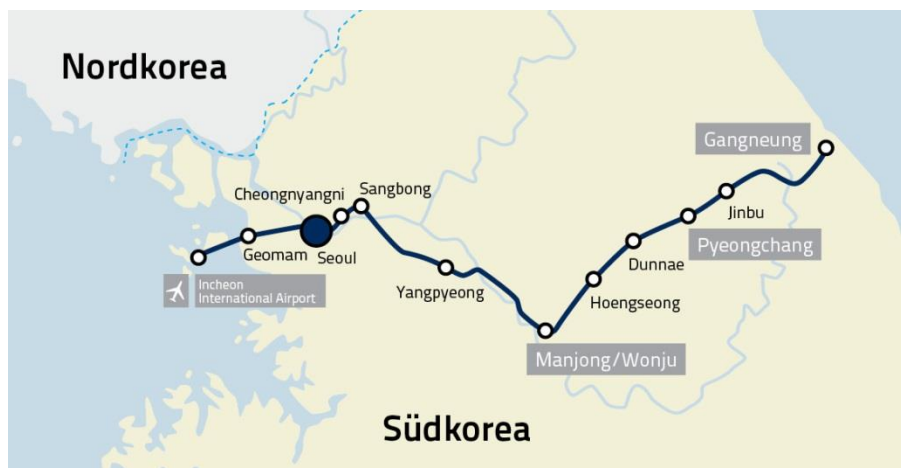 Nordkorea
Gangneung
Cheongnyangni
Sangbong
Jinbu
Geomam
Seoul
Pyeongchang
Dunnae
Incheon
International Airport
Yangpyeong
Hoengseong
Manjong/Wonju
Südkorea